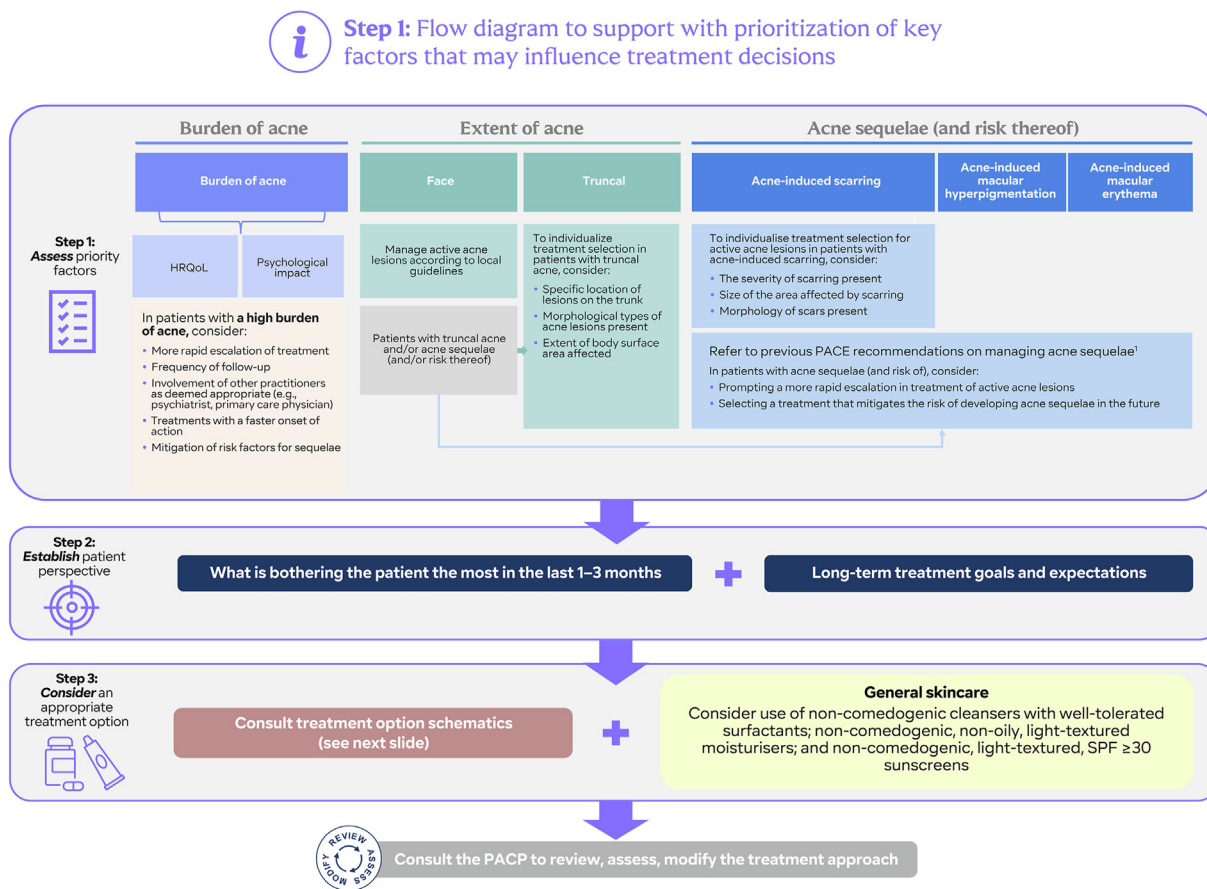 Step 1: Flow diagram to support with prioritization of key
factors that may influence treatment decisions
Burden of acne
Extent of acne
Acne sequelae (and risk thereof)
Step 1:
Assess priority
factors
Burden of acne
HRQoL
Psychological
impact
In patients with a high burden
of acne, consider:
• More rapid escalation of treatment
• Frequency of follow-up
• Involvement of other practitioners
as deemed appropriate (e.g.,
psychiatrist, primary care physician)
• Treatments with a faster onset of
action
• Mitigation of risk factors for sequelae
Face
Manage active acne
lesions according to local
guidelines
Patients with truncal acne
and/or acne sequelae
(and/or risk thereof)
Truncal
To individualize
treatment selection in
patients with truncal
acne, consider:
• Specific location of
lesions on the trunk
• Morphological types of
acne lesions present
• Extent of body surface
area affected
Acne-induced scarring
Acne-induced
macular
hyperpigmentation
Acne-induced
macular
erythema
To individualise treatment selection for
active acne lesions in patients with
acne-induced scarring, consider:
• The severity of scarring present
• Size of the area affected by scarring
• Morphology of scars present
Refer to previous PACE recommendations on managing acne sequelae¹
In patients with acne sequelae (and risk of), consider:
• Prompting a more rapid escalation in treatment of active acne lesions
• Selecting a treatment that mitigates the risk of developing acne sequelae in the future
Step 2:
Establish patient
perspective
What is bothering the patient the most in the last 1–3 months
+
Long-term treatment goals and expectations
Step 3:
Consider an
appropriate
treatment option
Consult treatment option schematics
(see next slide)
+
General skincare
Consider use of non-comedogenic cleansers with well-tolerated
surfactants; non-comedogenic, non-oily, light-textured
moisturisers; and non-comedogenic, light-textured, SPF ≥30
sunscreens
REVIEW ASSESS MODIFY
Consult the PACP to review, assess, modify the treatment approach